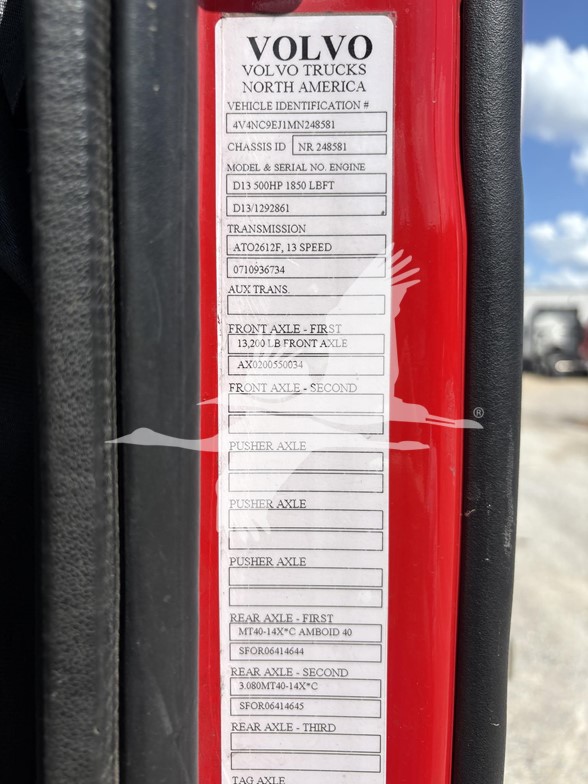 VOLVO
VOLVO TRUCKS
NORTH AMERICA
VEHICLE IDENTIFICATION #
4V4NC9EJ1MN248581
CHASSIS ID NR 248581
MODEL & SERIAL NO. ENGINE
D13 500HP 1850 LBFT
D13/1292861
TRANSMISSION
ATO2612F, 13 SPEED
0710936734
AUX TRANS.
FRONT AXLE - FIRST
13,200 LB FRONT AXLE
AX0200550034
FRONT AXLE - SECOND
®
PUSHER AXLE
PUSHER AXLE
PUSHER AXLE
REAR AXLE - FIRST
MT40-14X*C AMBOID 40
SFOR06414644
REAR AXLE - SECOND
3.080MT40-14X*C
SFOR06414645
REAR AXLE - THIRD
TAG AXLE